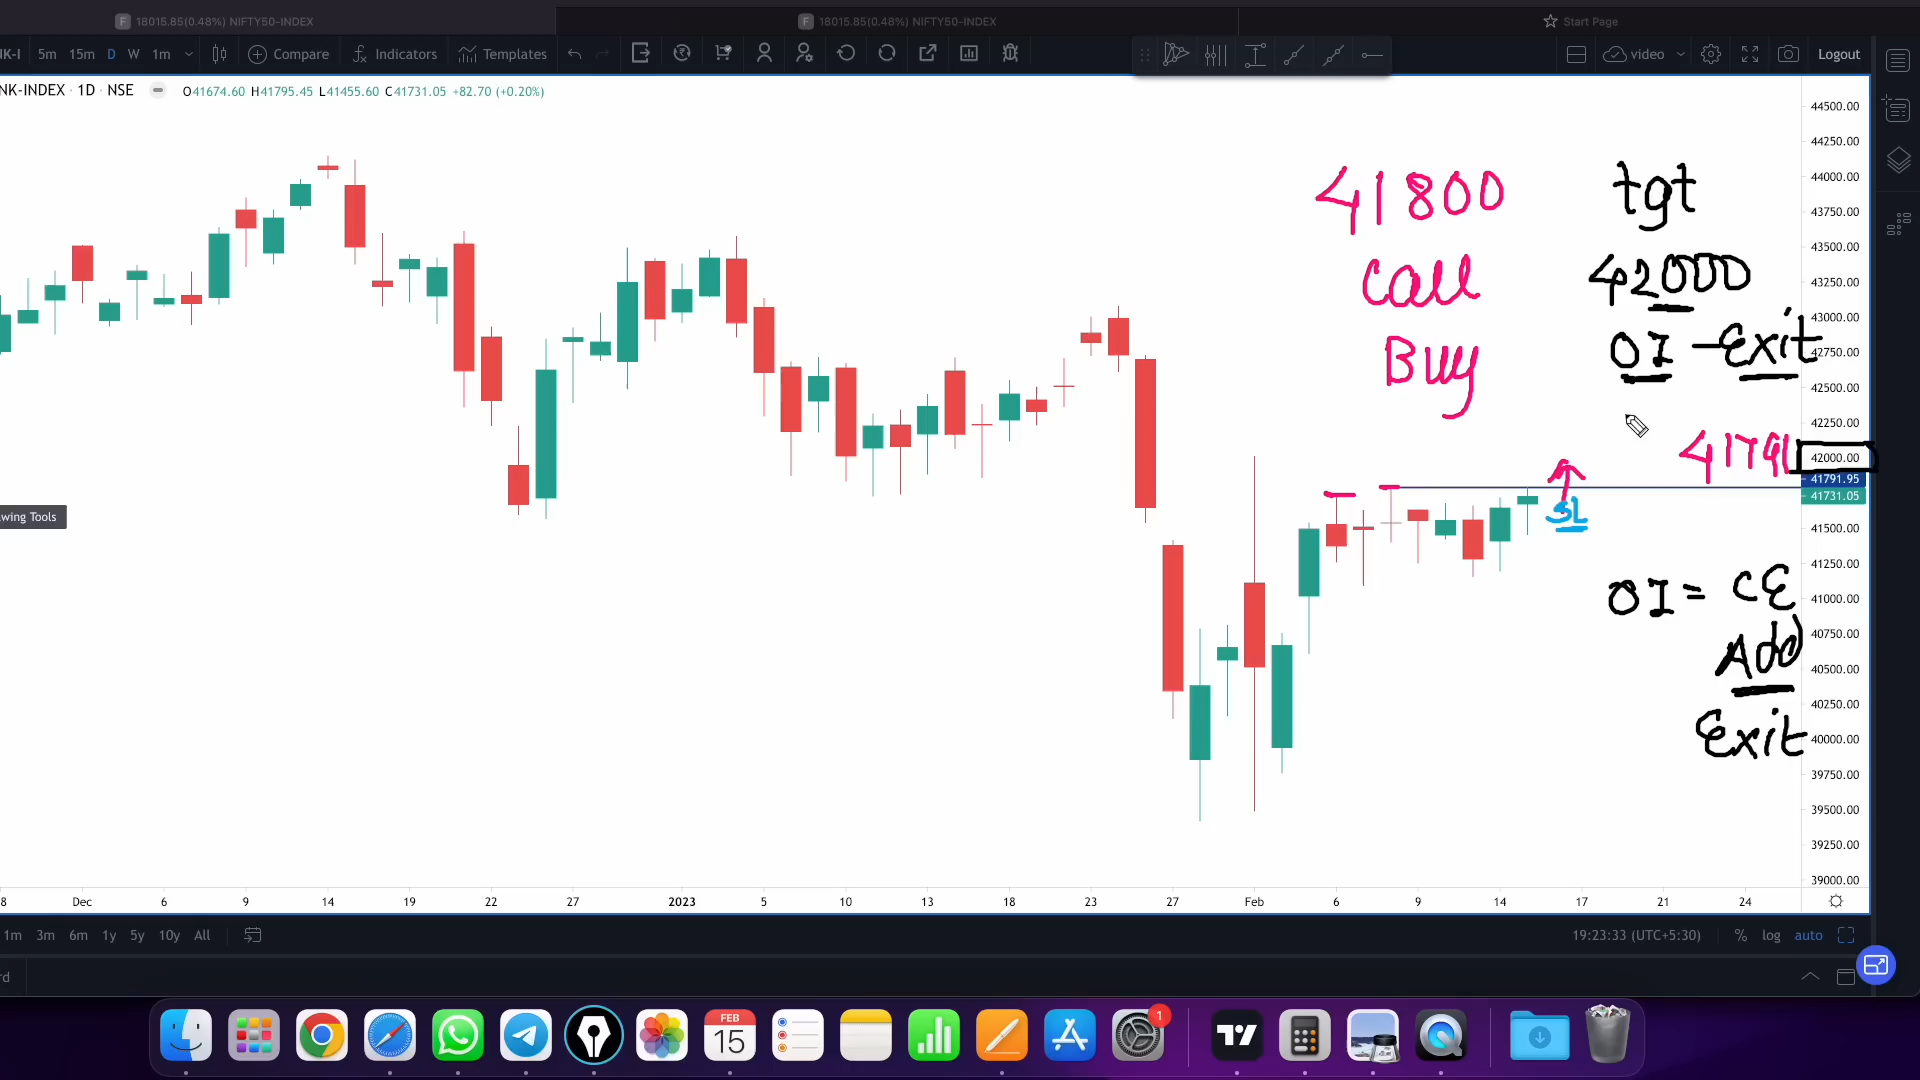 18015.85(0.48%) NIFTY50-INDEX
18015.85(0.48%) NIFTY50-INDEX
Start Page
NK-I 5m 15m D W 1m Compare Indicators Templates video Logout
NK-INDEX · 1D · NSE O41674.60 H41795.45 L41455.60 C41731.05 +82.70 (+0.20%)
41800
Call
Buy
tgt
42000
OI - Exit
41791
SL
OI = CE
Add
Exit
44500.00
44250.00
44000.00
43750.00
43500.00
43250.00
43000.00
42750.00
42500.00
42250.00
42000.00
41791.95
41731.05
41500.00
41250.00
41000.00
40750.00
40500.00
40250.00
40000.00
39750.00
39500.00
39250.00
39000.00
awing Tools
8 Dec 6 9 14 19 22 27 2023 5 10 13 18 23 27 Feb 6 9 14 17 21 24
1m 3m 6m 1y 5y 10y All
19:23:33 (UTC+5:30) % log auto
rd
FEB
15
1